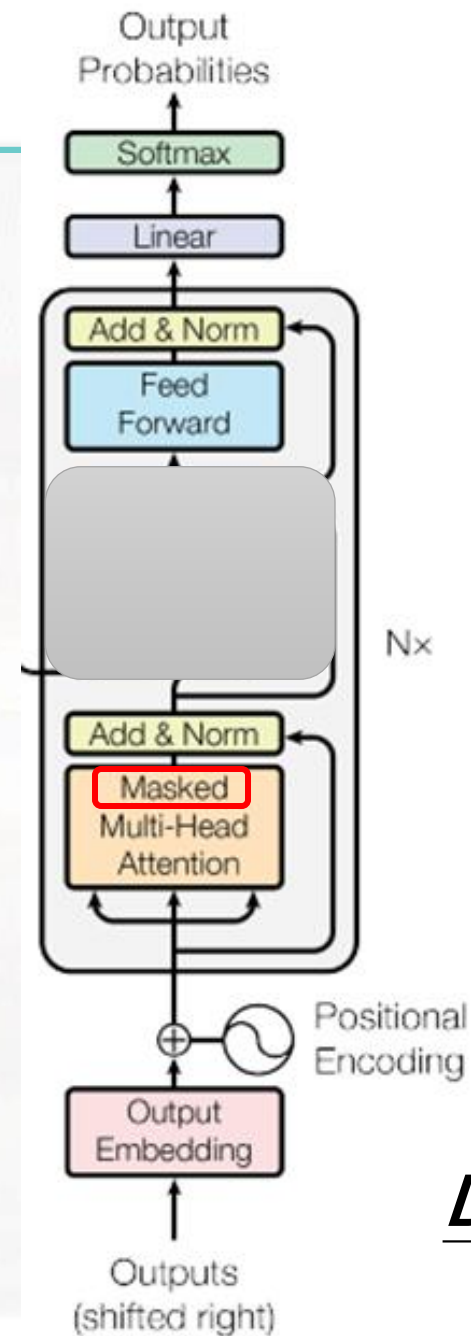 Output
Probabilities
Softmax
Linear
Add & Norm
Feed
Forward
Nx
Add & Norm
Masked
Multi-Head
Attention
Positional
Encoding
Output
Embedding
Outputs
(shifted right)